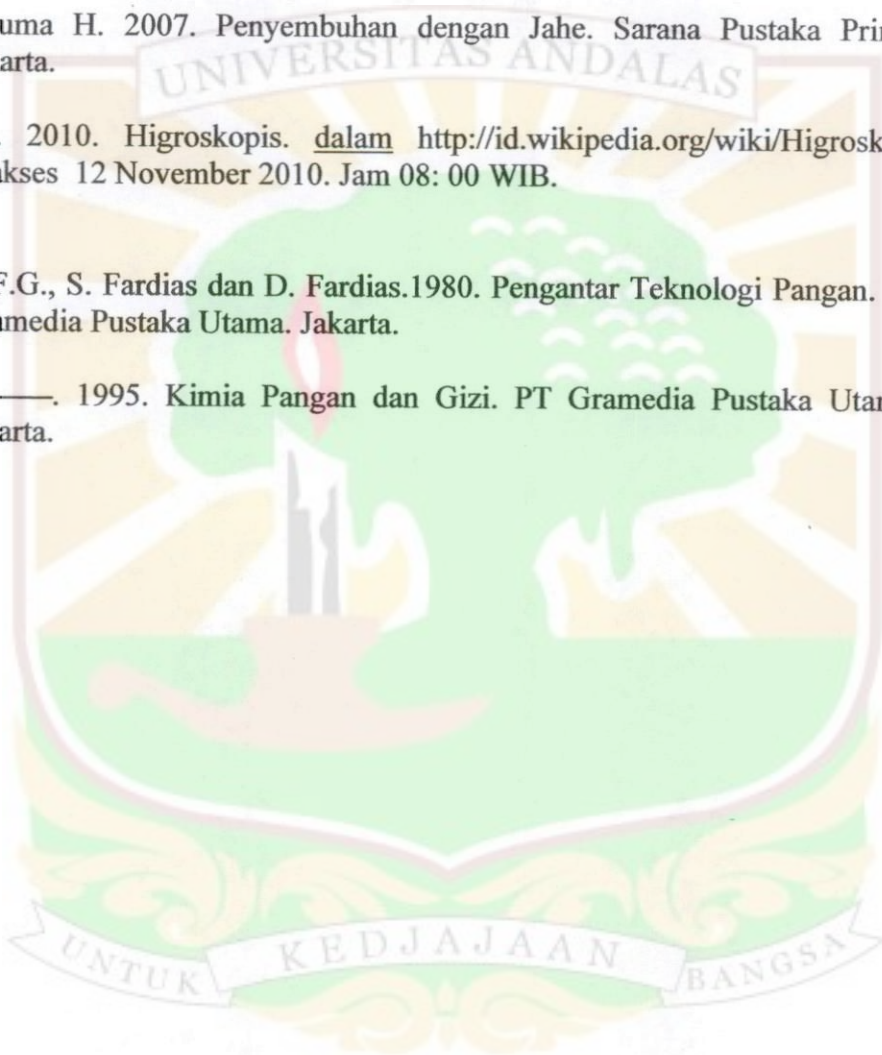 uma H. 2007. Penyembuhan dengan Jahe. Sarana Pustaka Pri
arta.
UNIVERSITAS ANDALAS
. 2010. Higroskopis. dalam http://id.wikipedia.org/wiki/Higrosk
akses 12 November 2010. Jam 08: 00 WIB.
F.G., S. Fardias dan D. Fardias.1980. Pengantar Teknologi Pangan.
amedia Pustaka Utama. Jakarta.
——. 1995. Kimia Pangan dan Gizi. PT Gramedia Pustaka Utar
arta.
UNTUK KEDJAJAAN BANGSA